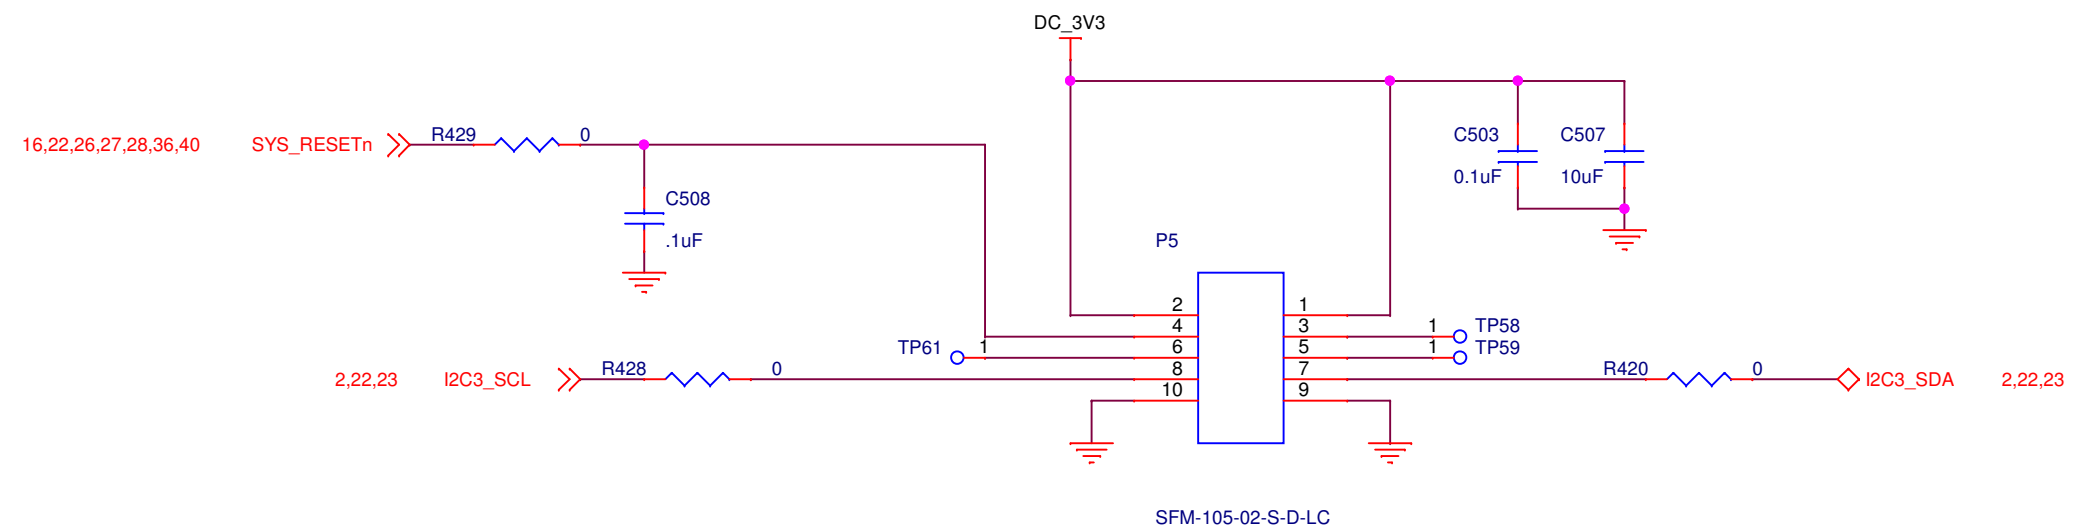 DC_3V3
16,22,26,27,28,36,40 SYS_RESETn R429 0
C503 C507
0.1uF 10uF
C508
.1uF
P5
2 1
4 3 1 TP58
TP61 1 6 5 1 TP59
2,22,23 I2C3_SCL R428 0 8 7 R420 0 I2C3_SDA 2,22,23
10 9
SFM-105-02-S-D-LC